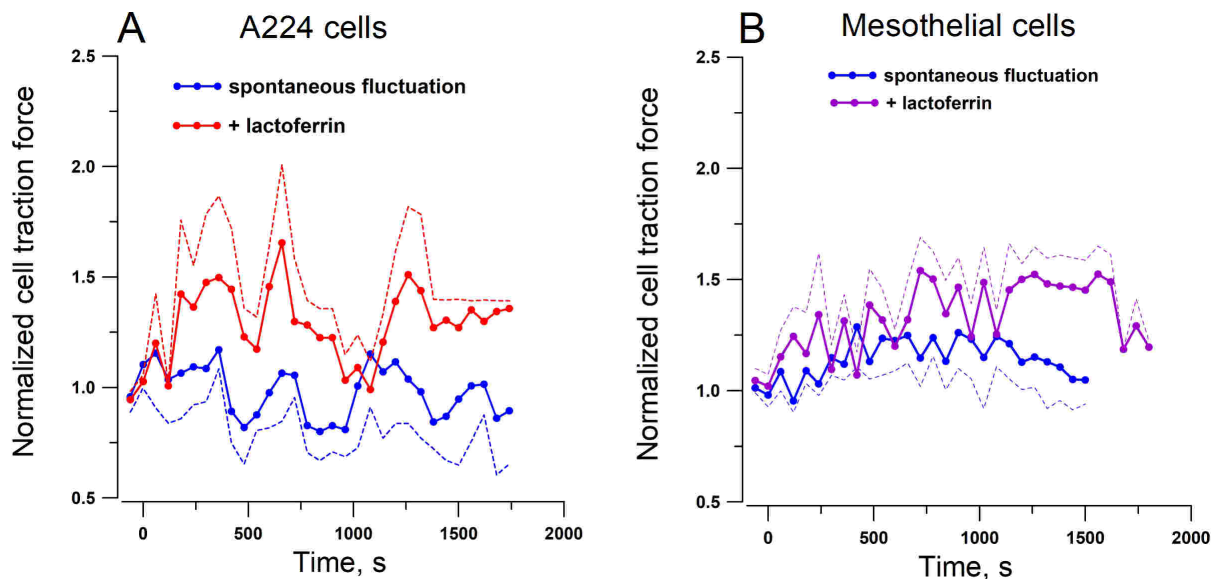 A
A224 cells
2.5
2.0
1.5
1.0
0.5
Normalized cell traction force
spontaneous fluctuation
+ lactoferrin
0
500
1000
1500
2000
Time, s
B
Mesothelial cells
2.5
2.0
1.5
1.0
0.5
Normalized cell traction force
spontaneous fluctuation
+ lactoferrin
0
500
1000
1500
2000
Time, s